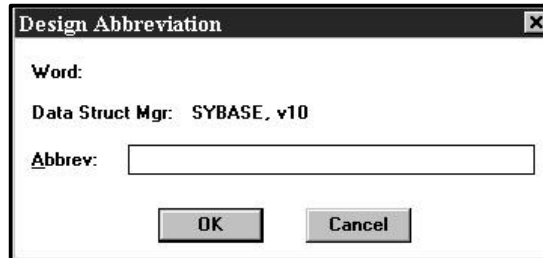 Design Abbreviation
Word:
Data Struct Mgr: SYBASE, v10
Abbrev:
OK Cancel